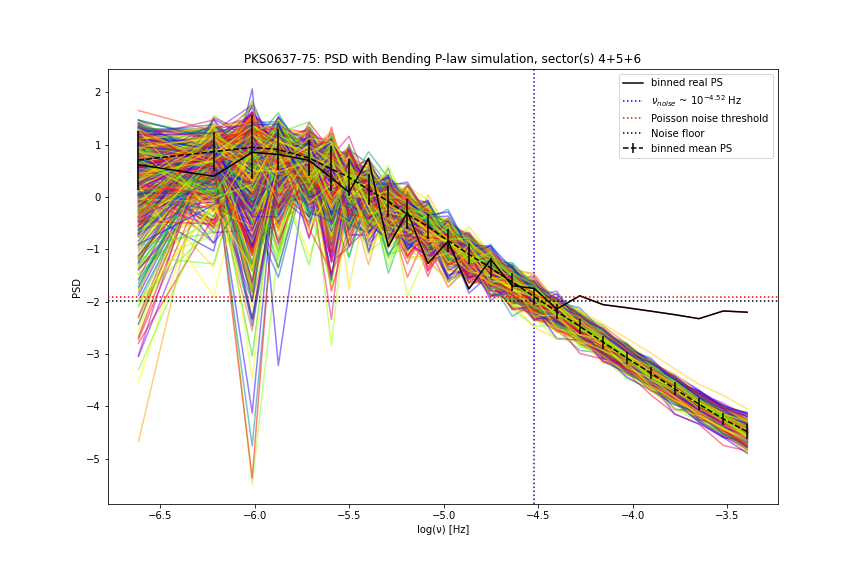 PKS0637-75: PSD with Bending P-law simulation, sector(s) 4+5+6
binned real PS
ν_noise ~ 10^−4.52 Hz
Poisson noise threshold
Noise floor
binned mean PS
PSD
2
1
0
−1
−2
−3
−4
−5
−6.5 −6.0 −5.5 −5.0 −4.5 −4.0 −3.5
log(ν) [Hz]